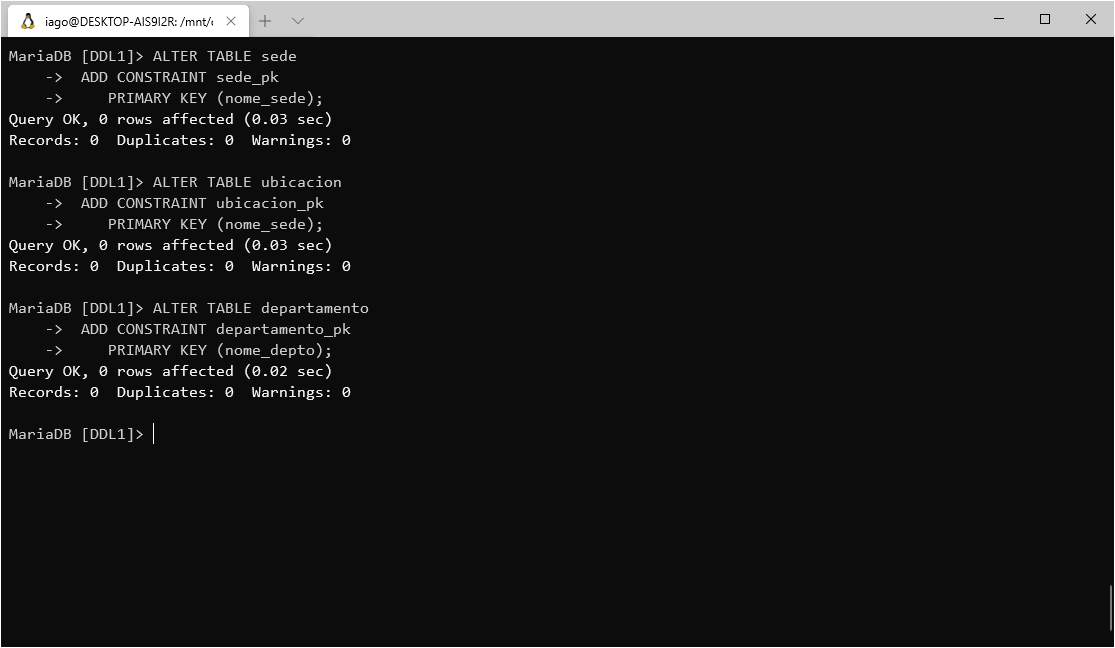 iago@DESKTOP-AIS9I2R: /mnt/
MariaDB [DDL1]> ALTER TABLE sede
    ->  ADD CONSTRAINT sede_pk
    ->     PRIMARY KEY (nome_sede);
Query OK, 0 rows affected (0.03 sec)
Records: 0  Duplicates: 0  Warnings: 0
MariaDB [DDL1]> ALTER TABLE ubicacion
    ->  ADD CONSTRAINT ubicacion_pk
    ->     PRIMARY KEY (nome_sede);
Query OK, 0 rows affected (0.03 sec)
Records: 0  Duplicates: 0  Warnings: 0
MariaDB [DDL1]> ALTER TABLE departamento
    ->  ADD CONSTRAINT departamento_pk
    ->     PRIMARY KEY (nome_depto);
Query OK, 0 rows affected (0.02 sec)
Records: 0  Duplicates: 0  Warnings: 0
MariaDB [DDL1]>